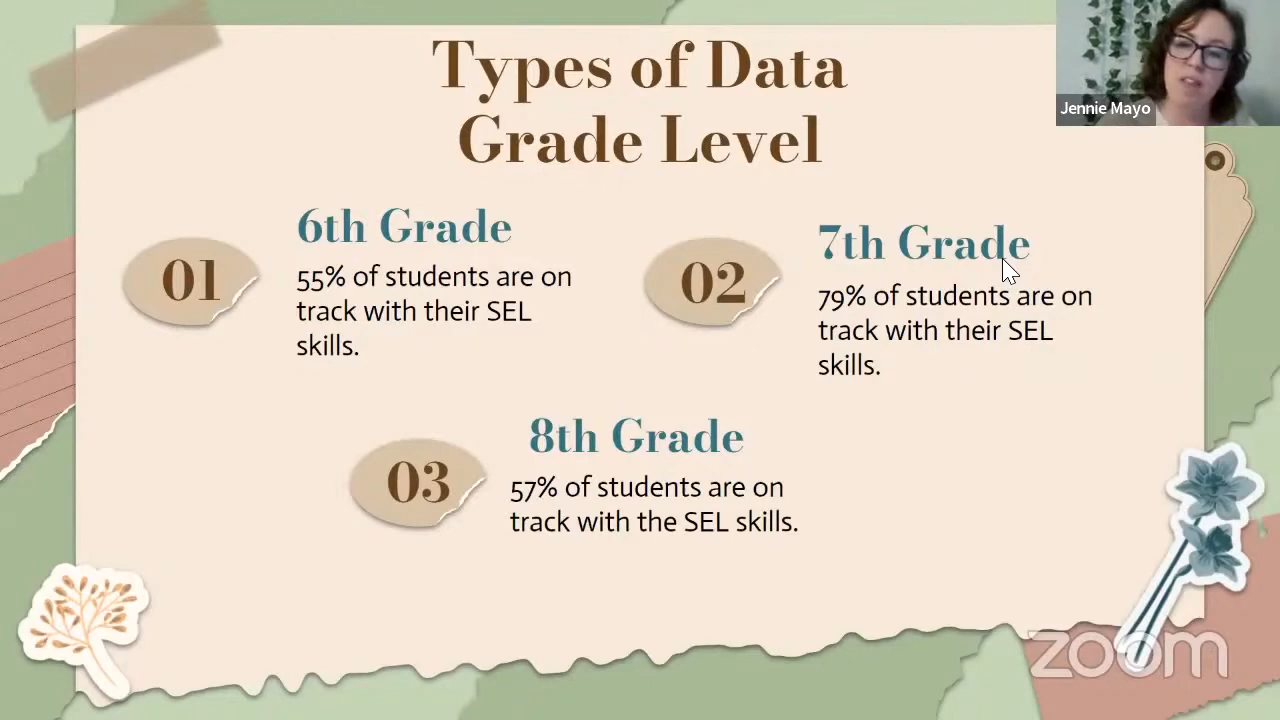 Types of Data
Grade Level
Jennie Mayo
01
6th Grade
55% of students are on
track with their SEL
skills.
02
7th Grade
79% of students are on
track with their SEL
skills.
03
8th Grade
57% of students are on
track with the SEL skills.
zoom